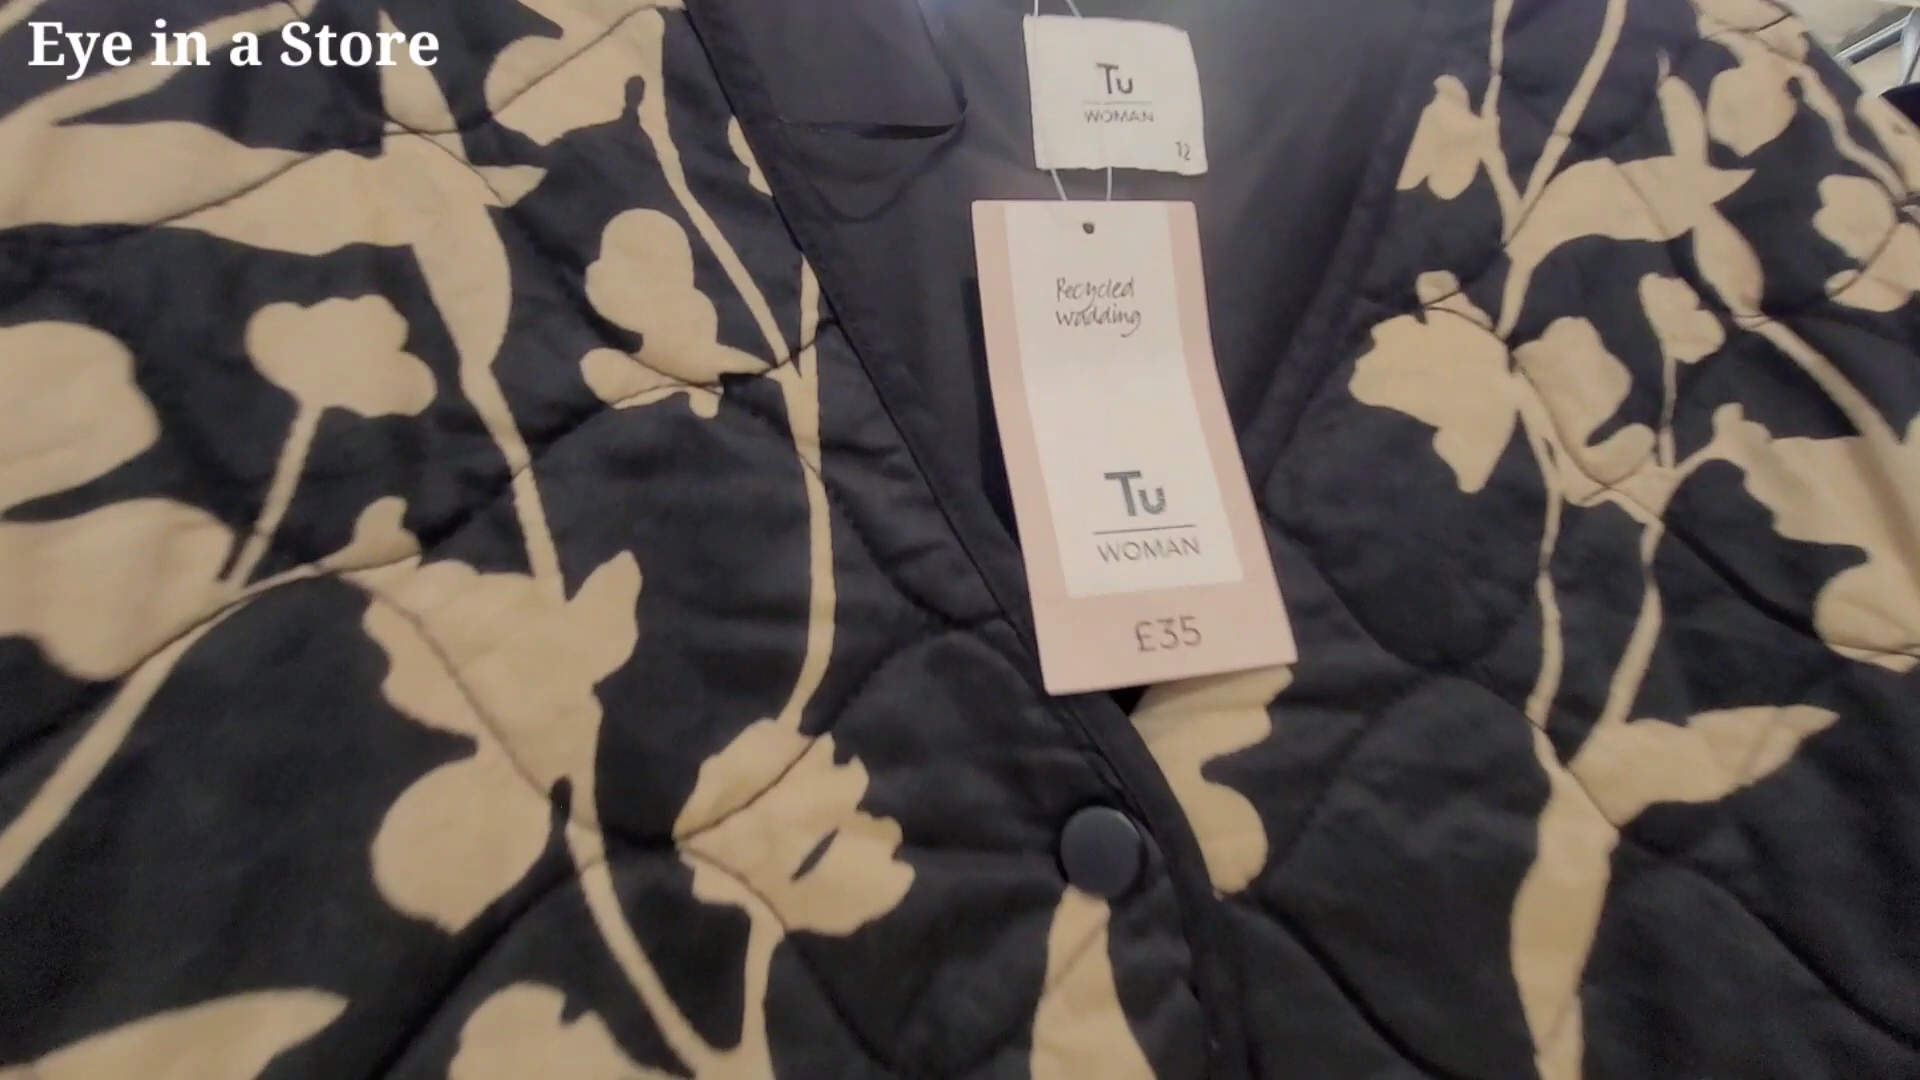 Eye in a Store
Tu
WOMAN
12
Recycled
wadding
Tu
WOMAN
£35